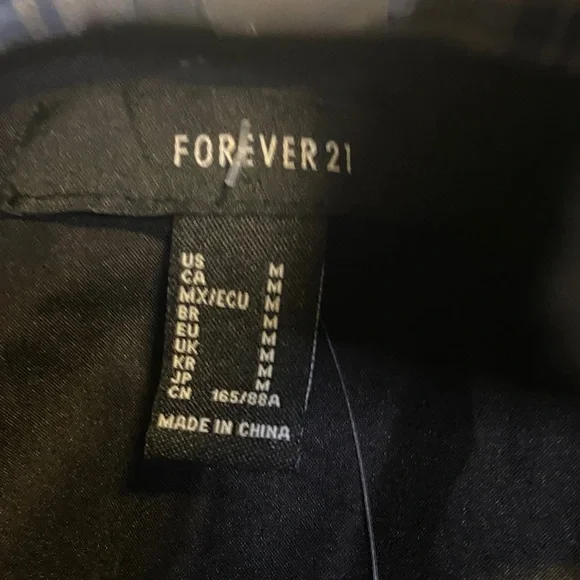 FOREVER 21
US M
CA M
MX/ECU M
BR M
EU M
UK M
KR M
JP M
CN 165/88A
MADE IN CHINA